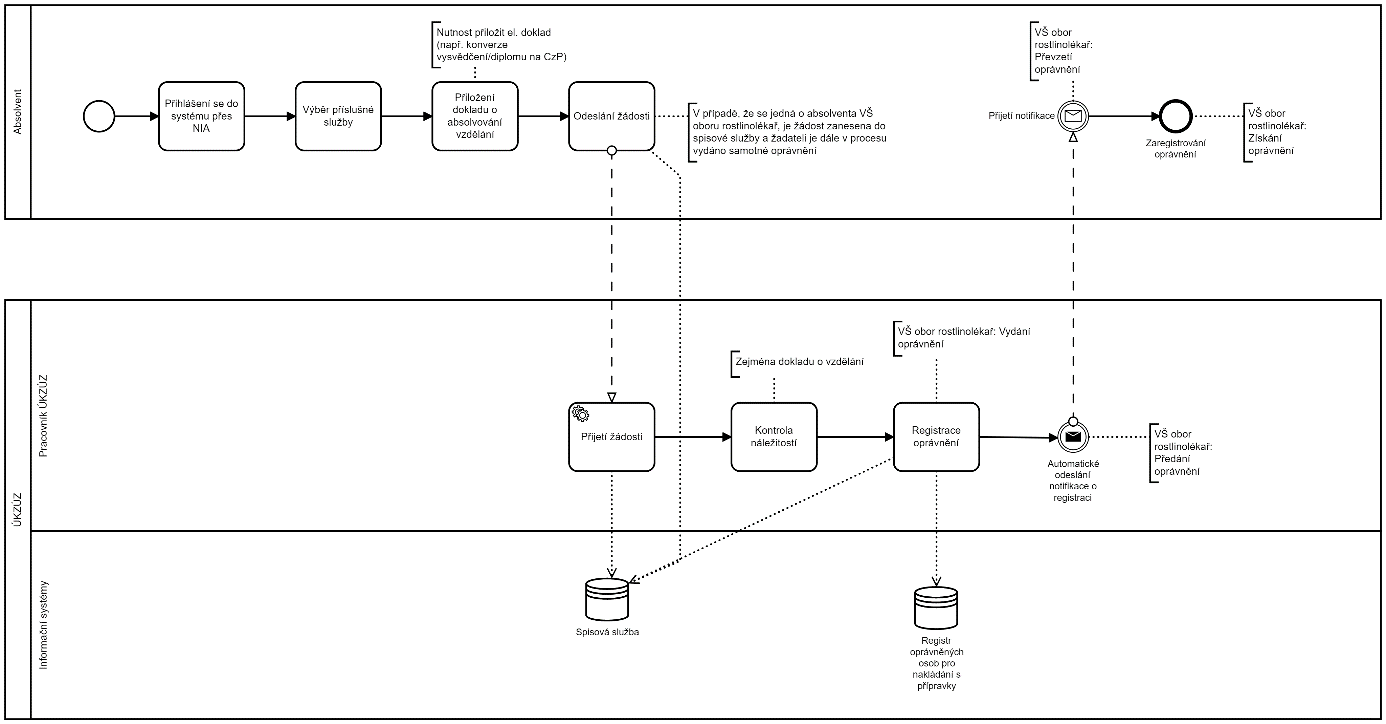 Absolvent
Přihlášení se do
systému přes
NIA
Výběr příslušné
služby
Nutnost přiložit el. doklad
(např. konverze
vysvědčení/diplomu na CzP)
Přiložení
dokladu o
absolvování
vzdělání
Odeslání žádosti
V případě, že se jedná o absolventa VŠ
oboru rostlinolékař, je žádost zanesena do
spisové služby a žadateli je dále v procesu
vydáno samotné oprávnění
VŠ obor
rostlinolékař:
Převzetí
oprávnění
Přijetí notifikace
Zaregistrování
oprávnění
VŠ obor
rostlinolékař:
Získání
oprávnění
ÚKZÚZ
Pracovník ÚKZÚZ
Přijetí žádosti
Zejména dokladu o vzdělání
Kontrola
náležitostí
VŠ obor rostlinolékař: Vydání
oprávnění
Registrace
oprávnění
Automatické
odeslání
notifikace o
registraci
VŠ obor
rostlinolékař:
Předání
oprávnění
Informační systémy
Spisová služba
Registr
oprávněných
osob pro
nakládání s
přípravky